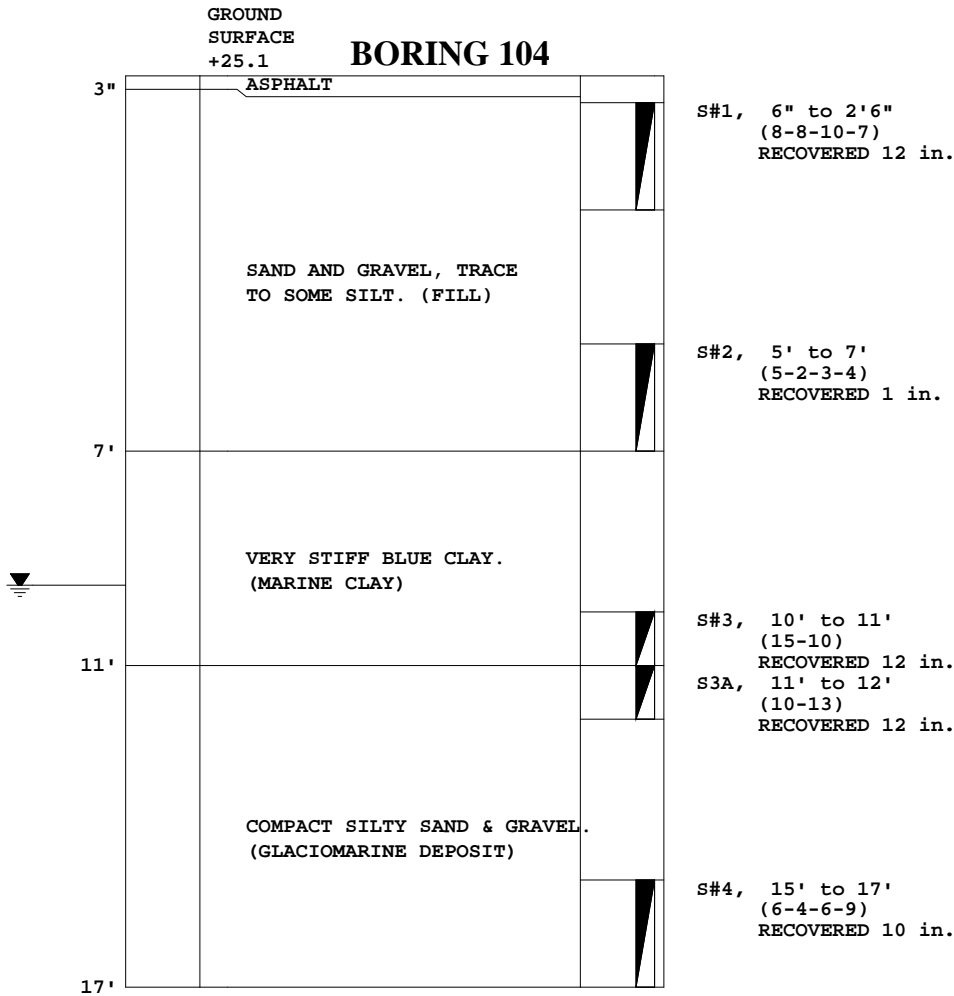 GROUND
SURFACE
+25.1
BORING 104
3"
ASPHALT
S#1, 6" to 2'6"
(8-8-10-7)
RECOVERED 12 in.
SAND AND GRAVEL, TRACE
TO SOME SILT. (FILL)
S#2, 5' to 7'
(5-2-3-4)
RECOVERED 1 in.
7'
VERY STIFF BLUE CLAY.
(MARINE CLAY)
S#3, 10' to 11'
(15-10)
RECOVERED 12 in.
11'
S3A, 11' to 12'
(10-13)
RECOVERED 12 in.
COMPACT SILTY SAND & GRAVEL.
(GLACIOMARINE DEPOSIT)
S#4, 15' to 17'
(6-4-6-9)
RECOVERED 10 in.
17'